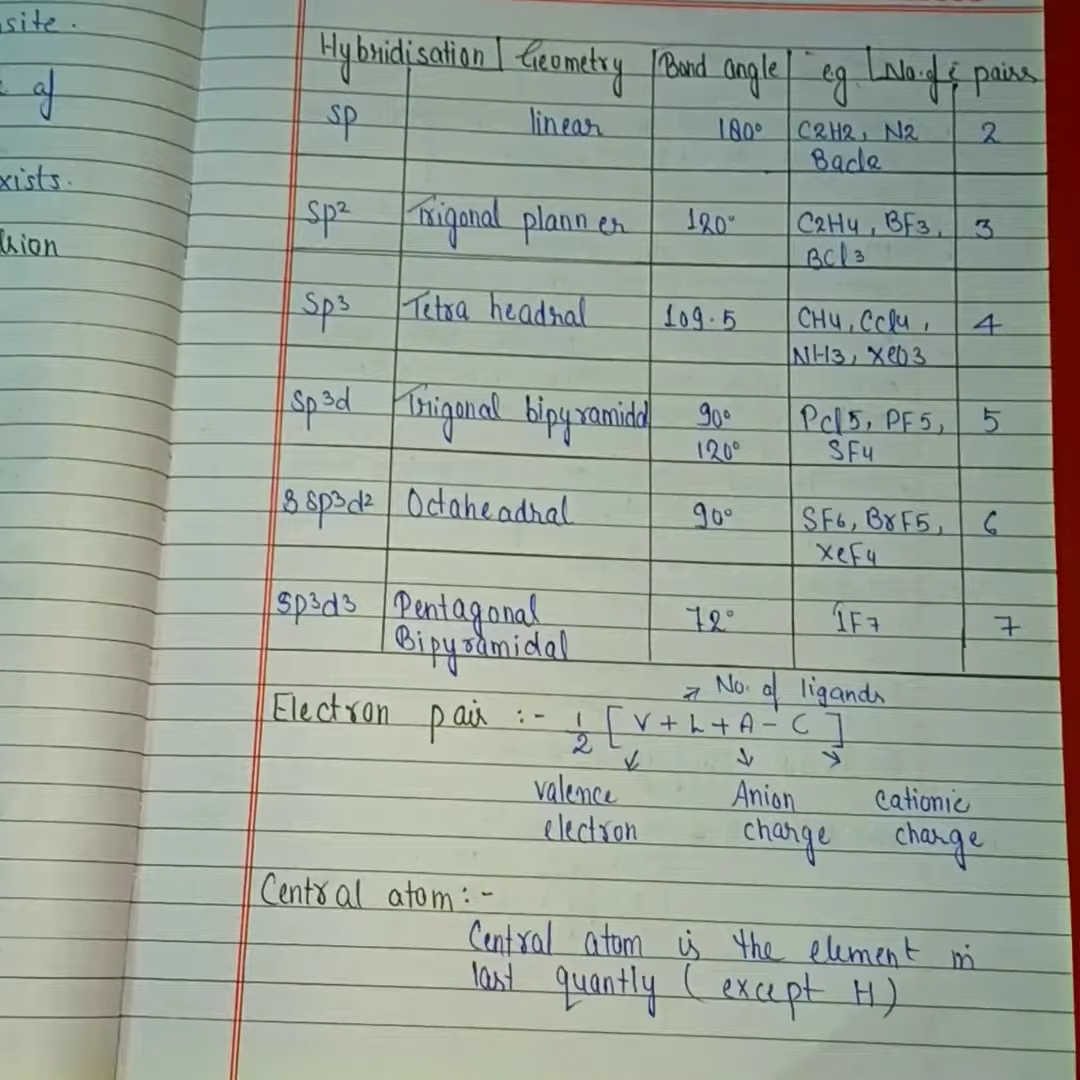 site.
of
xists.
Hybridisation | Geometry | Bond angle | eg | No. of ē pairs
sp linear 180° C2H2, N2 2
Bacl2
sp² Trigonal planner 120° C2H4, BF3, 3
BCl3
Sp³ Tetra headral 109.5 CH4, Ccl4, 4
NH3, XeO3
Sp³d Trigonal bipyramidal 90° Pcl5, PF5, 5
120° SF4
sp3d² Octaheadral 90° SF6, BrF5, 6
XeF4
sp3d3 Pentagonal 72° IF7 7
Bipyramidal
→ No. of ligands
Electron pair :- 1/2 [V + L + A - C]
valence Anion cationic
electron charge charge
Central atom :-
Central atom is the element in
last quantly (except H)